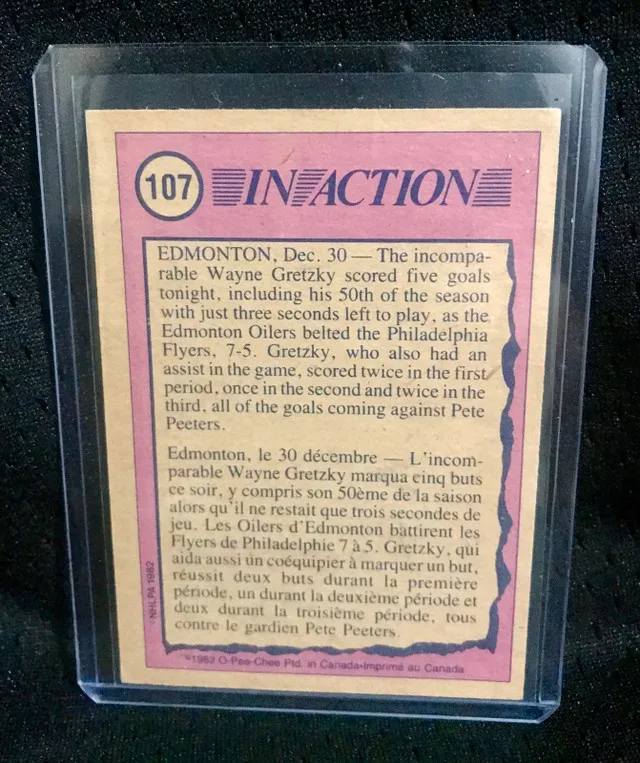 107 IN ACTION
EDMONTON, Dec. 30 — The incompa-
rable Wayne Gretzky scored five goals
tonight, including his 50th of the season
with just three seconds left to play, as the
Edmonton Oilers belted the Philadelphia
Flyers, 7-5. Gretzky, who also had an
assist in the game, scored twice in the first
period, once in the second and twice in the
third, all of the goals coming against Pete
Peeters.
Edmonton, le 30 décembre — L'incom-
parable Wayne Gretzky marqua cinq buts
ce soir, y compris son 50ème de la saison
alors qu'il ne restait que trois secondes de
jeu. Les Oilers d'Edmonton battirent les
Flyers de Philadelphie 7 à 5. Gretzky, qui
aida aussi un coéquipier à marquer un but,
réussit deux buts durant la première
période, un durant la deuxième période et
deux durant la troisième période, tous
contre le gardien Pete Peeters.
©NHLPA 1982
©1982 O-Pee-Chee Ptd. in Canada•Imprimé au Canada